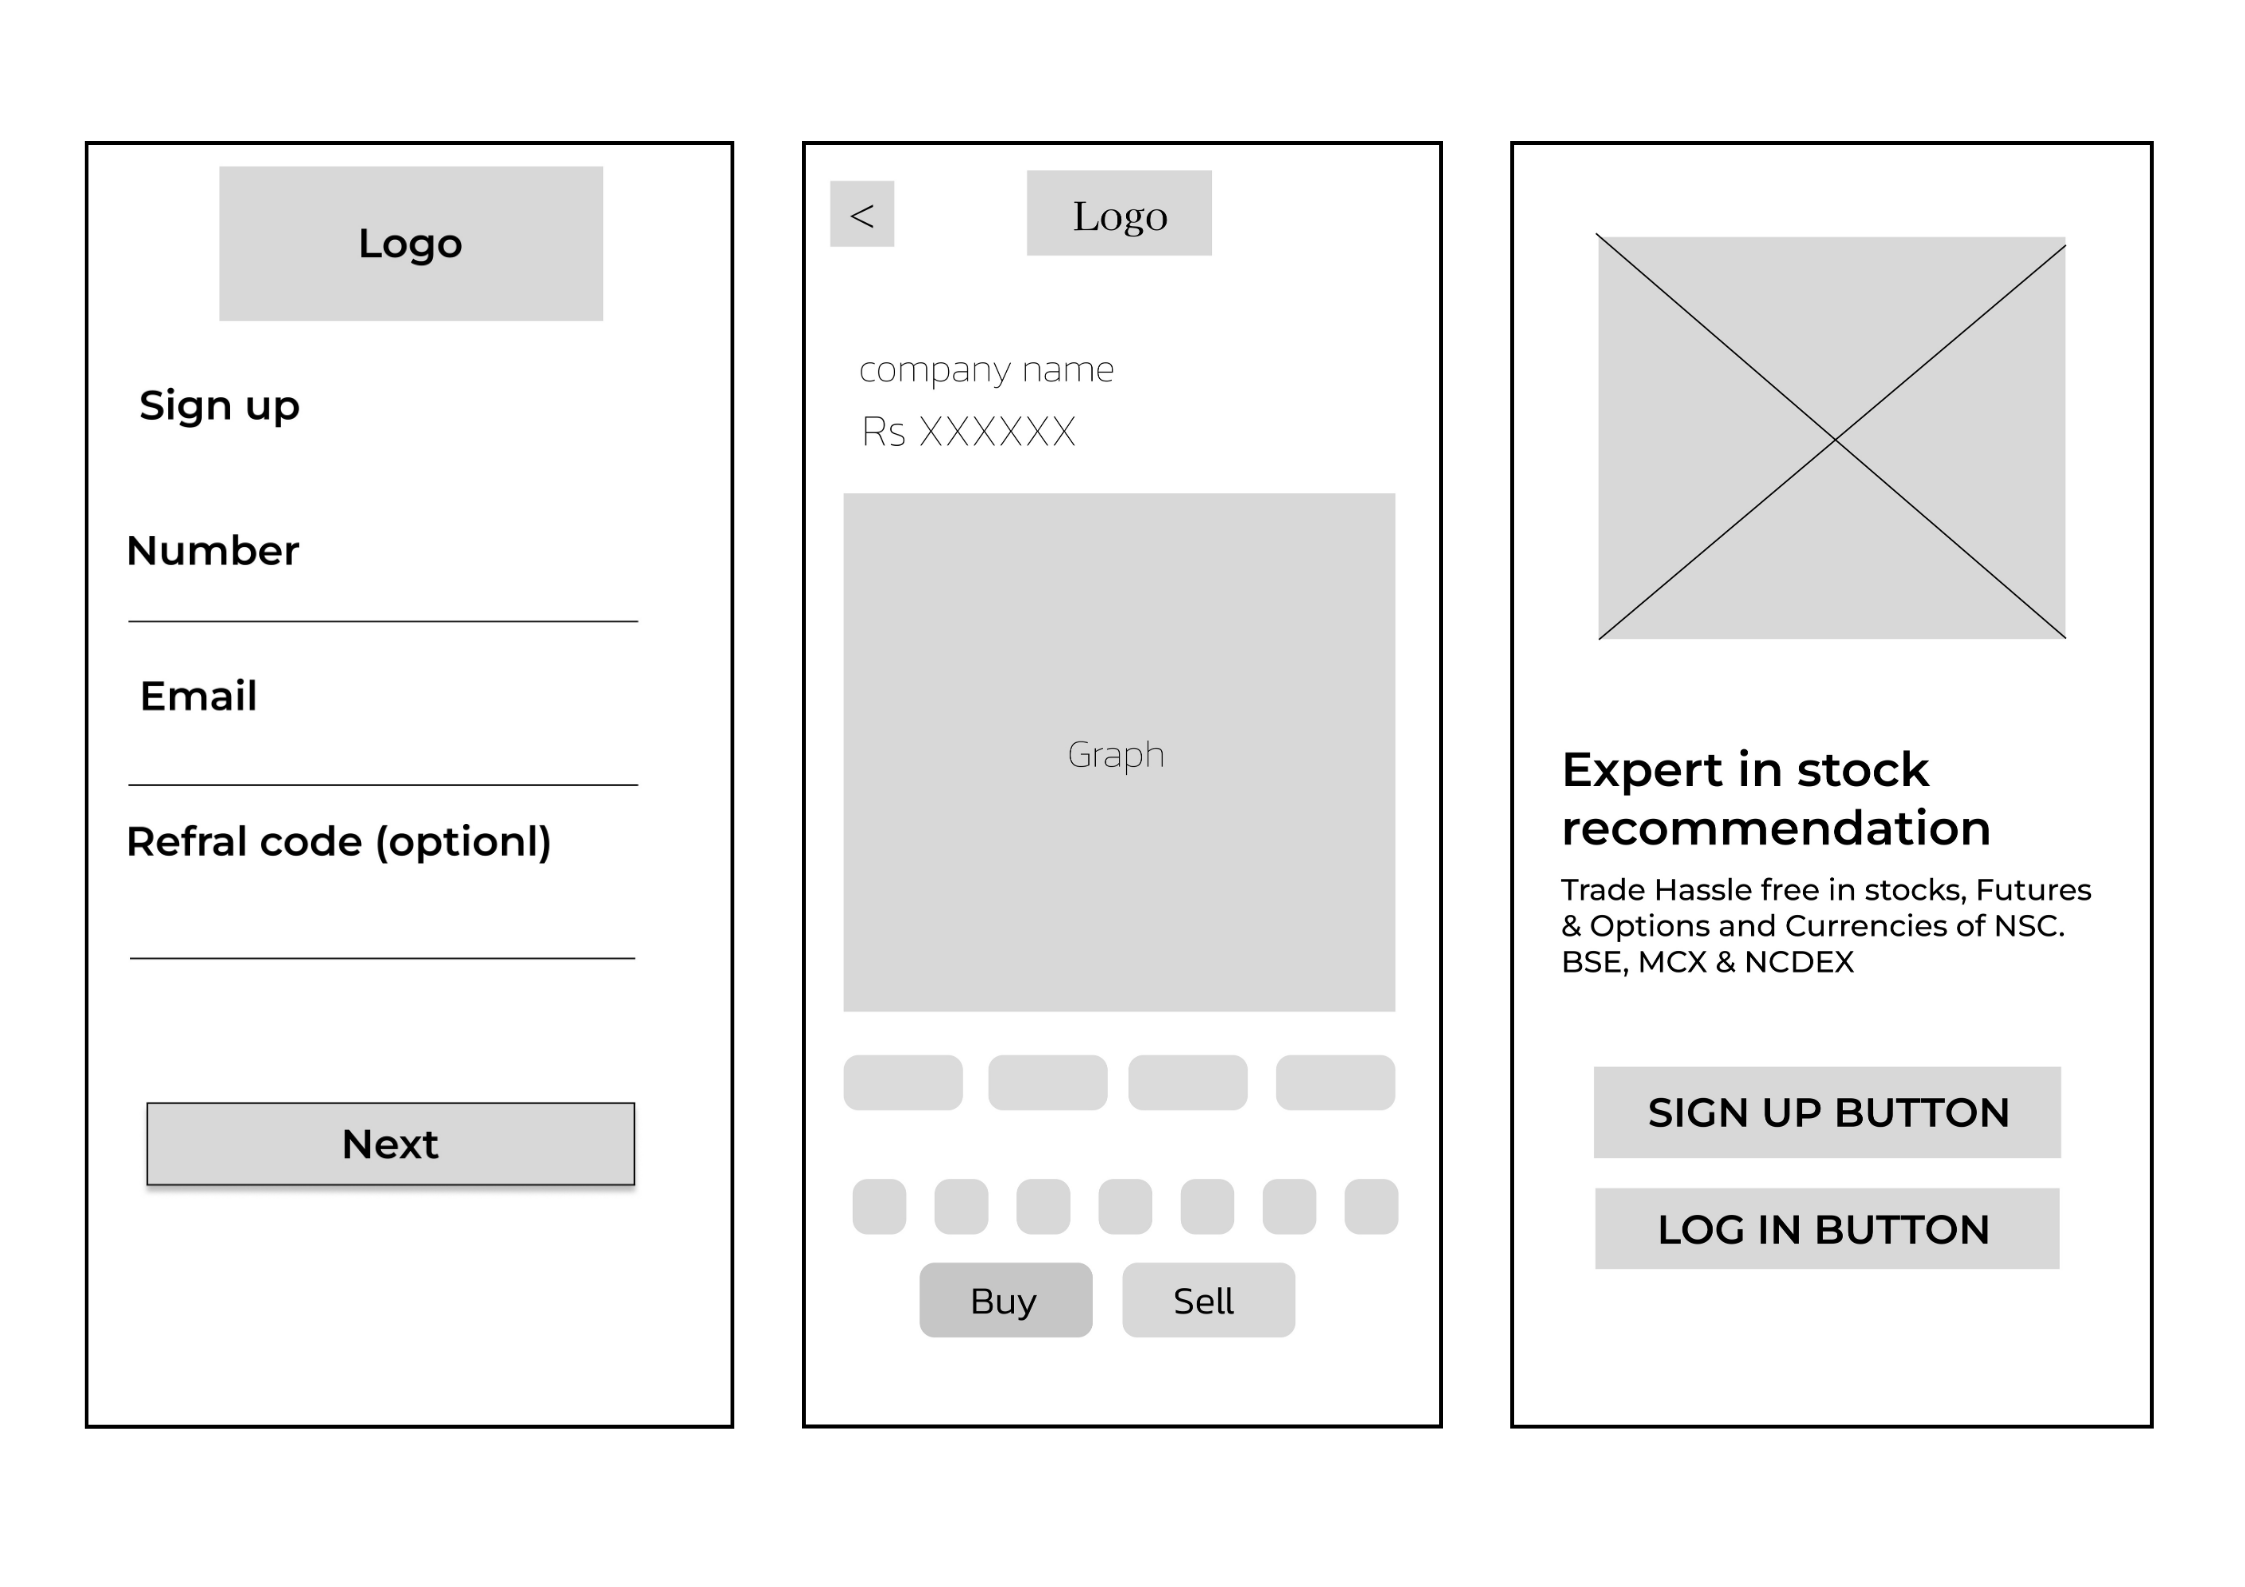 Logo
Sign up
Number
Email
Refral code (optionl)
Next
<
Logo
company name
Rs XXXXXX
Graph
Buy
Sell
Expert in stock
recommendation
Trade Hassle free in stocks, Futures
& Options and Currencies of NSC.
BSE, MCX & NCDEX
SIGN UP BUTTON
LOG IN BUTTON